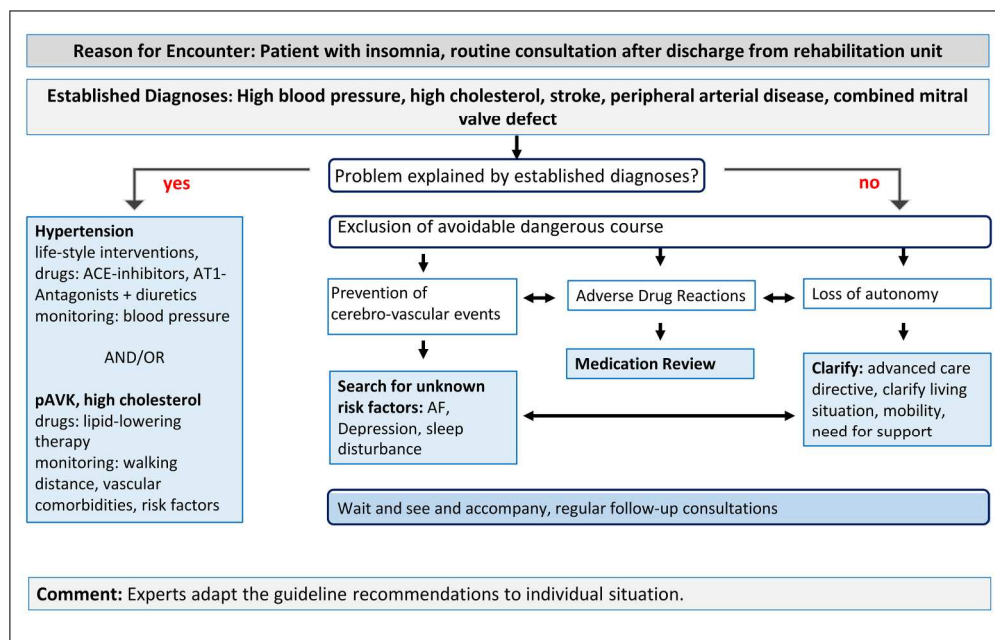 Reason for Encounter: Patient with insomnia, routine consultation after discharge from rehabilitation unit
Established Diagnoses: High blood pressure, high cholesterol, stroke, peripheral arterial disease, combined mitral
valve defect
Problem explained by established diagnoses?
yes
no
Hypertension
life-style interventions,
drugs: ACE-inhibitors, AT1-
Antagonists + diuretics
monitoring: blood pressure
AND/OR
pAVK, high cholesterol
drugs: lipid-lowering
therapy
monitoring: walking
distance, vascular
comorbidities, risk factors
Exclusion of avoidable dangerous course
Prevention of
cerebro-vascular events
Adverse Drug Reactions
Loss of autonomy
Search for unknown
risk factors: AF,
Depression, sleep
disturbance
Medication Review
Clarify: advanced care
directive, clarify living
situation, mobility,
need for support
Wait and see and accompany, regular follow-up consultations
Comment: Experts adapt the guideline recommendations to individual situation.